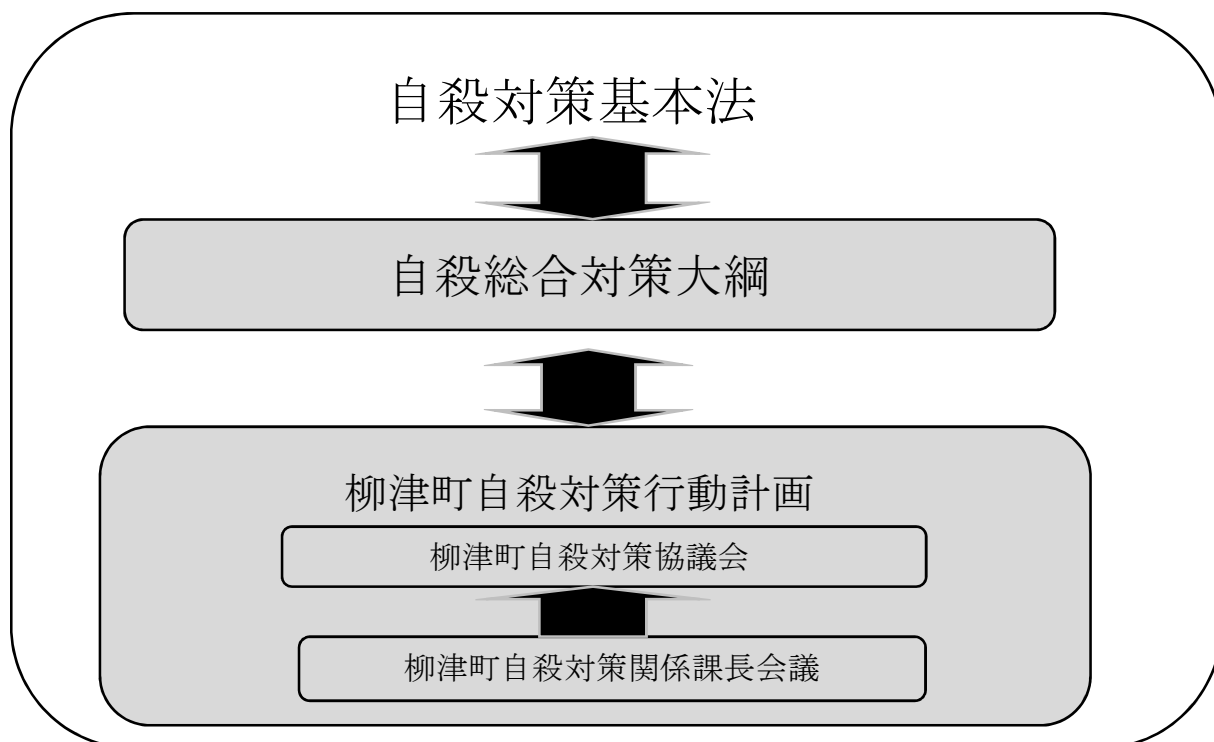 自殺対策基本法
自殺総合対策大綱
柳津町自殺対策行動計画
柳津町自殺対策協議会
柳津町自殺対策関係課長会議